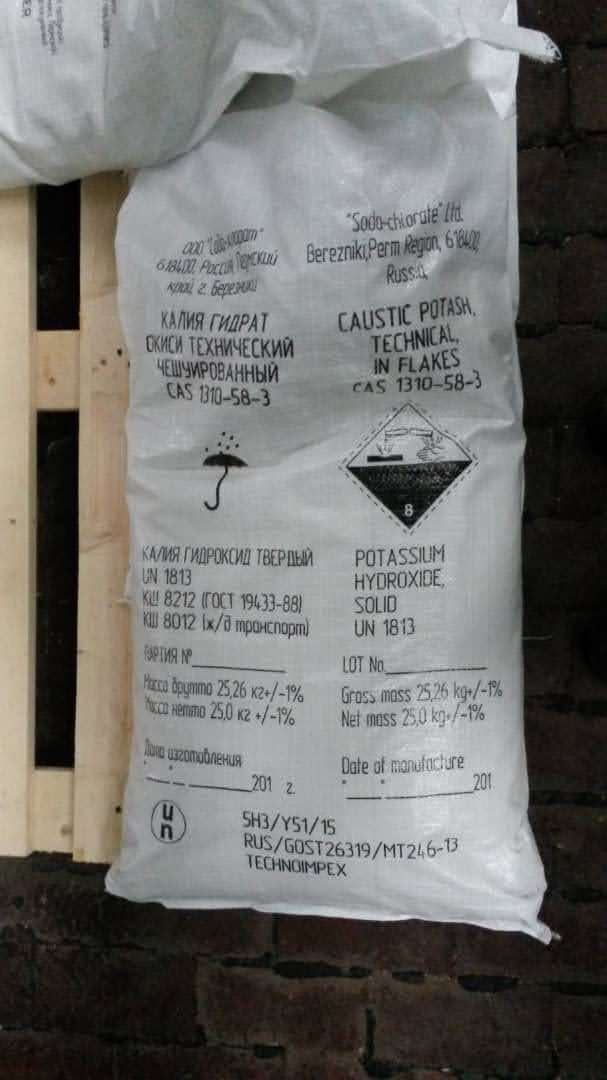 ООО "Сода-хлорат"
618400, Россия, Пермский
край г. Березники
"Soda-chlorate" Ltd.
Berezniki,Perm Region, 618400,
Russia,
КАЛИЯ ГИДРАТ
ОКИСИ ТЕХНИЧЕСКИЙ
ЧЕШУИРОВАННЫЙ
CAS 1310-58-3
CAUSTIC POTASH,
TECHNICAL,
IN FLAKES
CAS 1310-58-3
8
КАЛИЯ ГИДРОКСИД ТВЕРДЫЙ
UN 1813
КШ 8212 (ГОСТ 19433-88)
КШ 8012 (ж/д транспорт)
POTASSIUM
HYDROXIDE,
SOLID
UN 1813
ПАРТИЯ №
Масса брутто 25,26 кг+/-1%
Масса нетто 25,0 кг +/-1%
LOT No.
Gross mass 25,26 kg+/-1%
Net mass 25,0 kg+/-1%
Дата изготовления
"__"________201 г.
Date of manufacture
"__"________201
un
5H3/Y51/15
RUS/GOST26319/MT246-13
TECHNOIMPEX